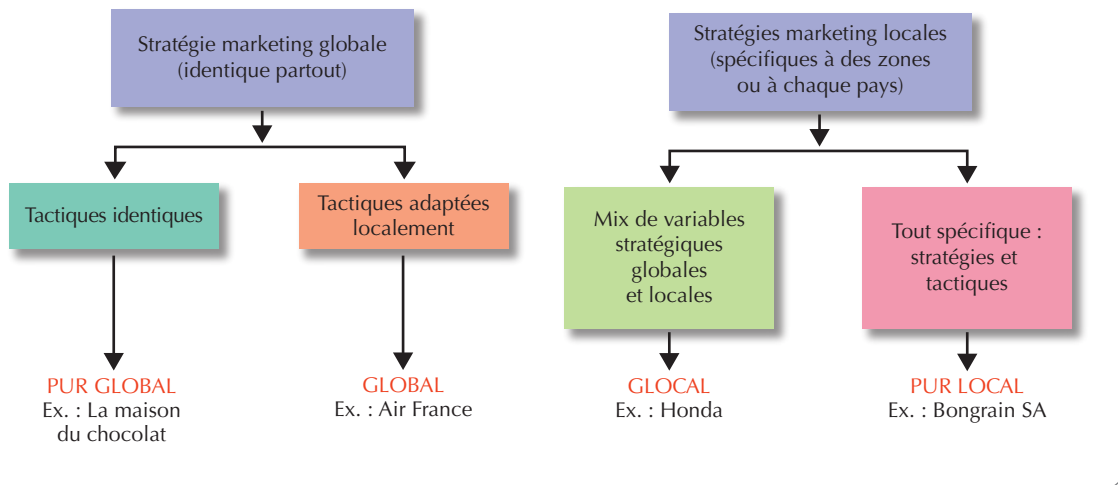 Stratégie marketing globale
(identique partout)
Stratégies marketing locales
(spécifiques à des zones
ou à chaque pays)
Tactiques identiques
Tactiques adaptées
localement
Mix de variables
stratégiques
globales
et locales
Tout spécifique :
stratégies et
tactiques
PUR GLOBAL
Ex. : La maison
du chocolat
GLOBAL
Ex. : Air France
GLOCAL
Ex. : Honda
PUR LOCAL
Ex. : Bongrain SA